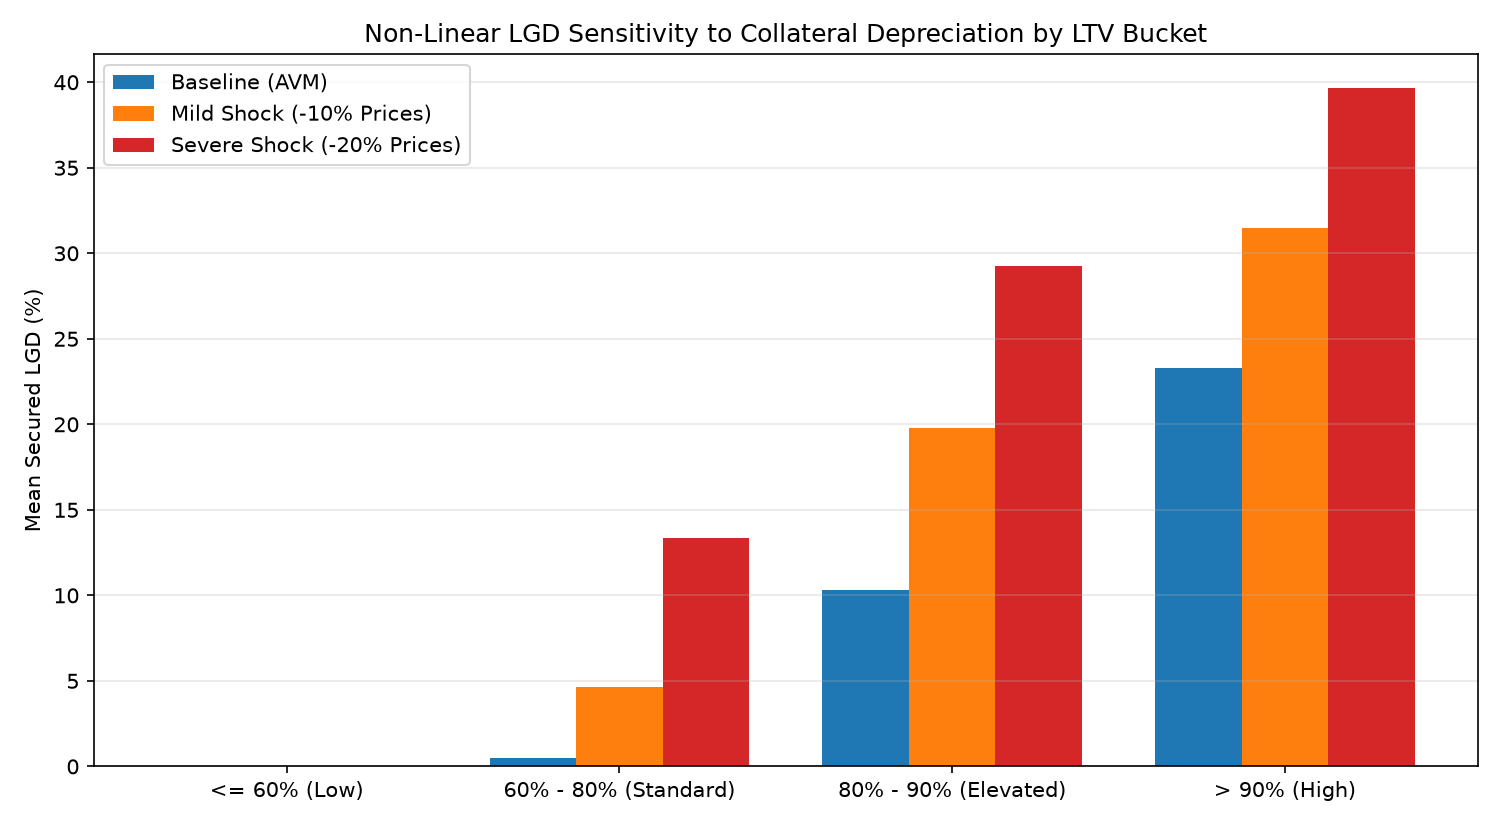 Non-Linear LGD Sensitivity to Collateral Depreciation by LTV Bucket
Baseline (AVM)
Mild Shock (-10% Prices)
Severe Shock (-20% Prices)
Mean Secured LGD (%)
40
35
30
25
20
15
10
5
0
<= 60% (Low)
60% - 80% (Standard)
80% - 90% (Elevated)
> 90% (High)